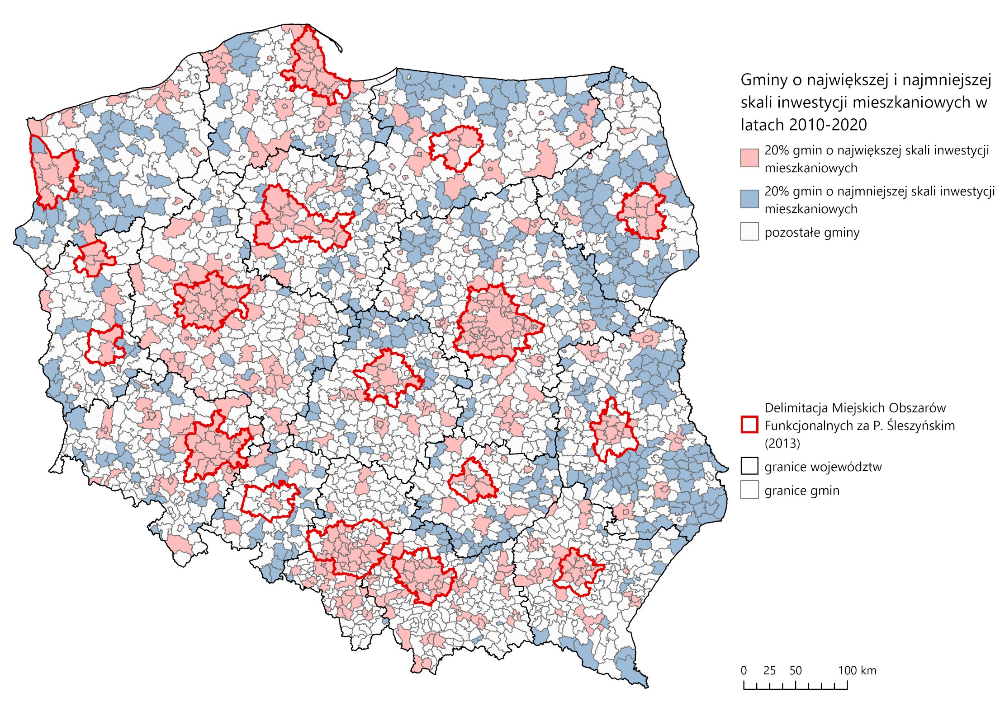 Gminy o największej i najmniejszej
skali inwestycji mieszkaniowych w
latach 2010-2020
20% gmin o największej skali inwestycji
mieszkaniowych
20% gmin o najmniejszej skali inwestycji
mieszkaniowych
pozostałe gminy
Delimitacja Miejskich Obszarów
Funkcjonalnych za P. Śleszyńskim
(2013)
granice województw
granice gmin
0 25 50 100 km